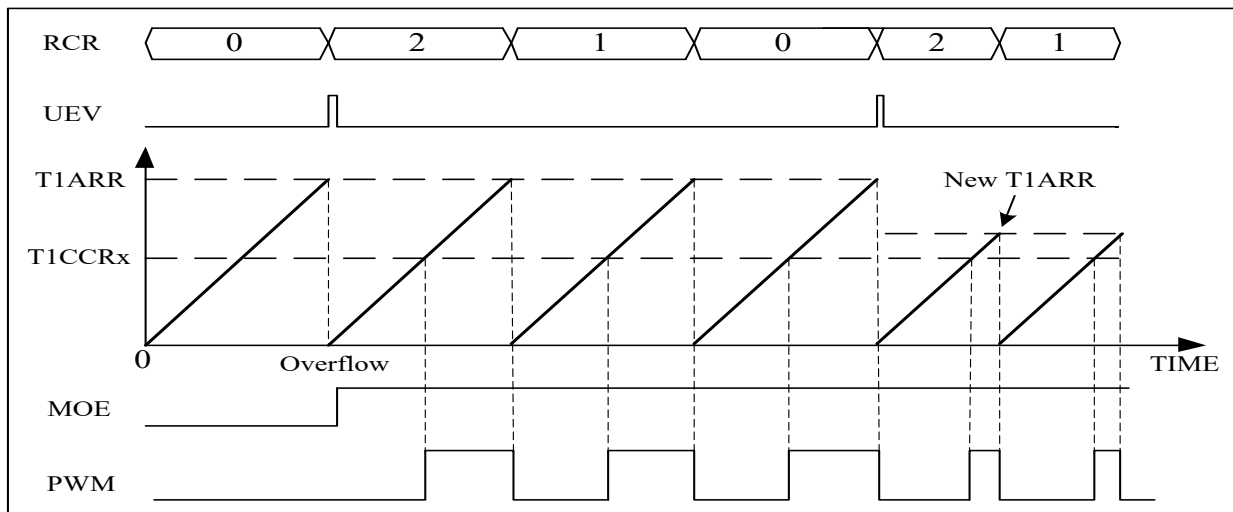 RCR 0 2 1 0 2 1
UEV
T1ARR
New T1ARR
T1CCRx
0 Overflow TIME
MOE
PWM